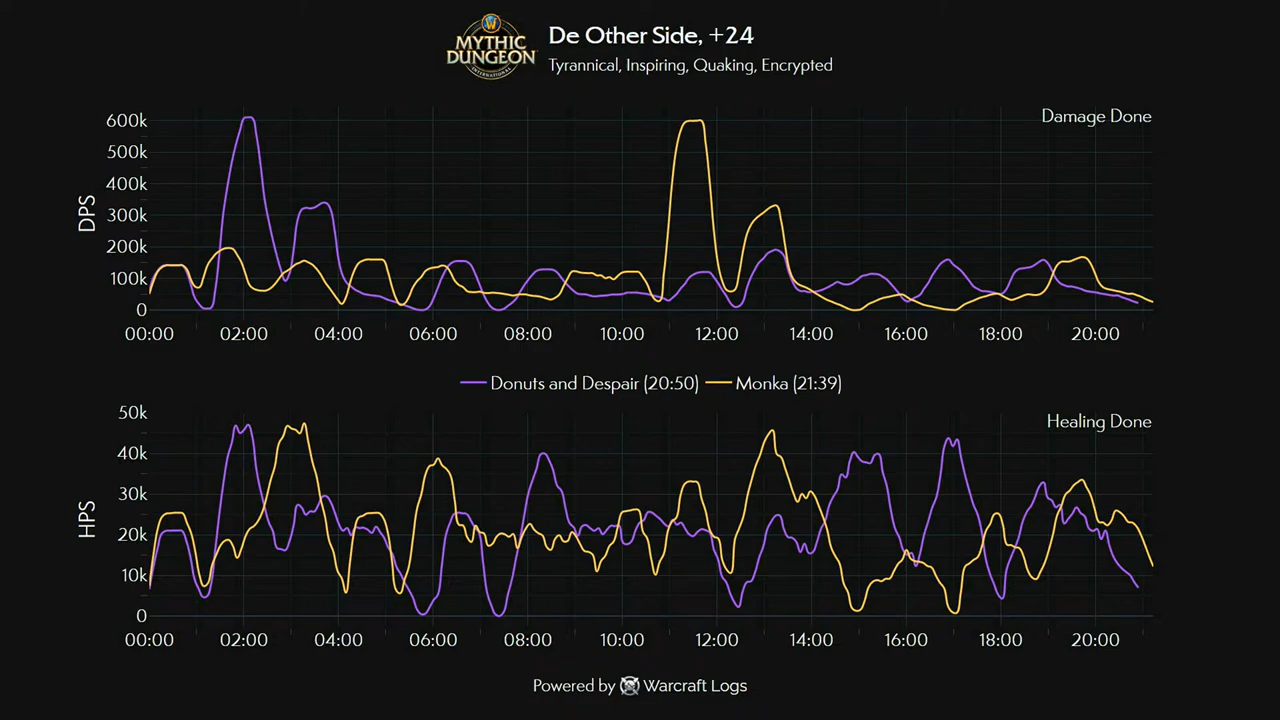 W
MYTHIC
DUNGEON
INTERNATIONAL
De Other Side, +24
Tyrannical, Inspiring, Quaking, Encrypted
Damage Done
DPS
600k
500k
400k
300k
200k
100k
0
00:00 02:00 04:00 06:00 08:00 10:00 12:00 14:00 16:00 18:00 20:00
Donuts and Despair (20:50) Monka (21:39)
Healing Done
HPS
50k
40k
30k
20k
10k
0
00:00 02:00 04:00 06:00 08:00 10:00 12:00 14:00 16:00 18:00 20:00
Powered by Warcraft Logs